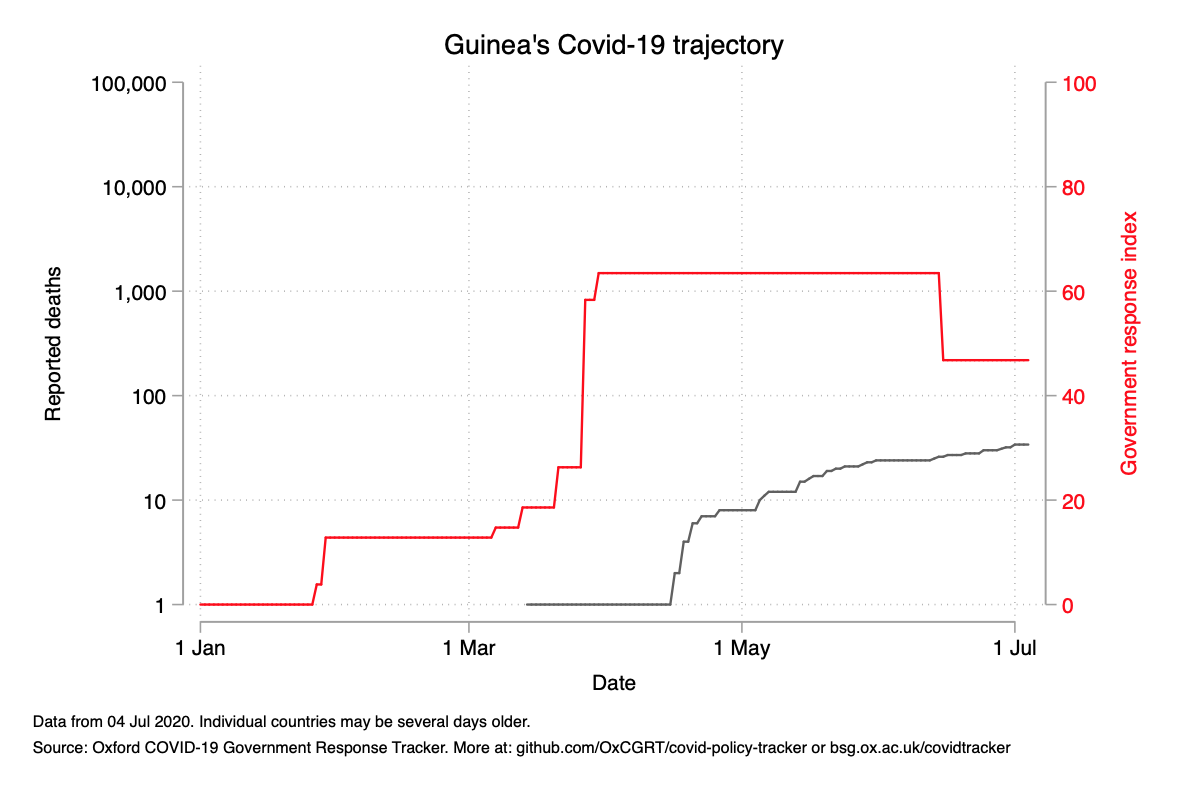 Guinea's Covid-19 trajectory
100,000
10,000
1,000
100
10
1
Reported deaths
100
80
60
40
20
0
Government response index
1 Jan
1 Mar
1 May
1 Jul
Date
Data from 04 Jul 2020. Individual countries may be several days older.
Source: Oxford COVID-19 Government Response Tracker. More at: github.com/OxCGRT/covid-policy-tracker or bsg.ox.ac.uk/covidtracker